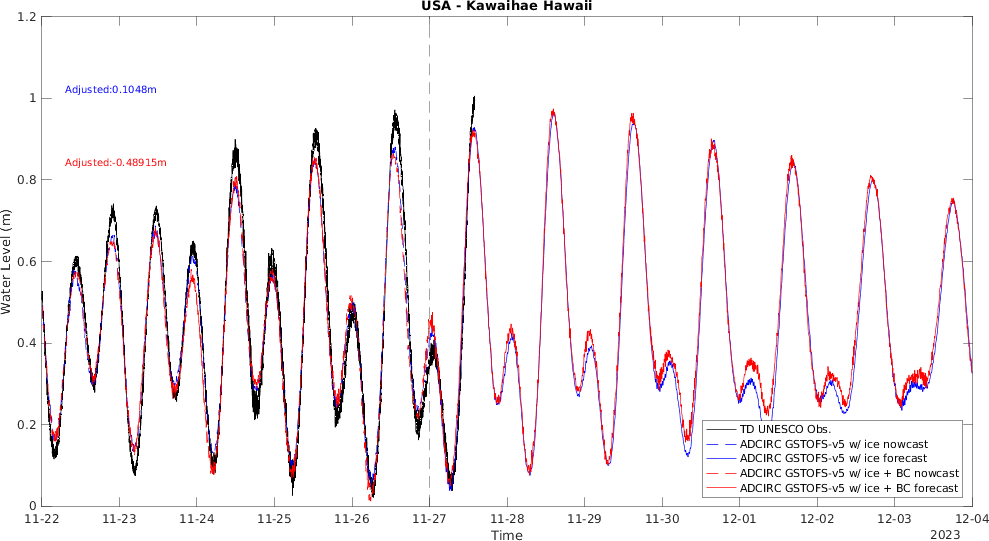 USA - Kawaihae Hawaii
1.2
1
0.8
0.6
0.4
0.2
0
Water Level (m)
Adjusted:0.1048m
Adjusted:-0.48915m
TD UNESCO Obs.
ADCIRC GSTOFS-v5 w/ ice nowcast
ADCIRC GSTOFS-v5 w/ ice forecast
ADCIRC GSTOFS-v5 w/ ice + BC nowcast
ADCIRC GSTOFS-v5 w/ ice + BC forecast
11-22 11-23 11-24 11-25 11-26 11-27 11-28 11-29 11-30 12-01 12-02 12-03 12-04
Time
2023